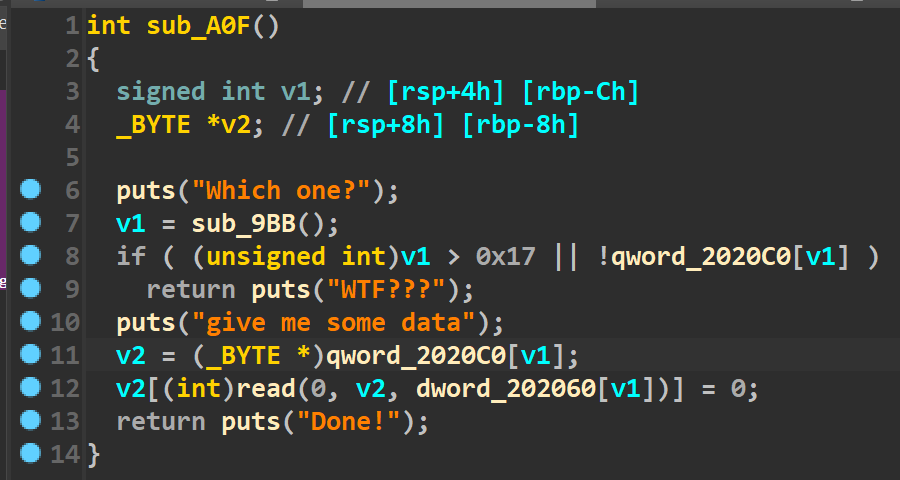 1 int sub_A0F()
2 {
3   signed int v1; // [rsp+4h] [rbp-Ch]
4   _BYTE *v2; // [rsp+8h] [rbp-8h]
5
6   puts("Which one?");
7   v1 = sub_9BB();
8   if ( (unsigned int)v1 > 0x17 || !qword_2020C0[v1] )
9     return puts("WTF???");
10   puts("give me some data");
11   v2 = (_BYTE *)qword_2020C0[v1];
12   v2[(int)read(0, v2, dword_202060[v1])] = 0;
13   return puts("Done!");
14 }